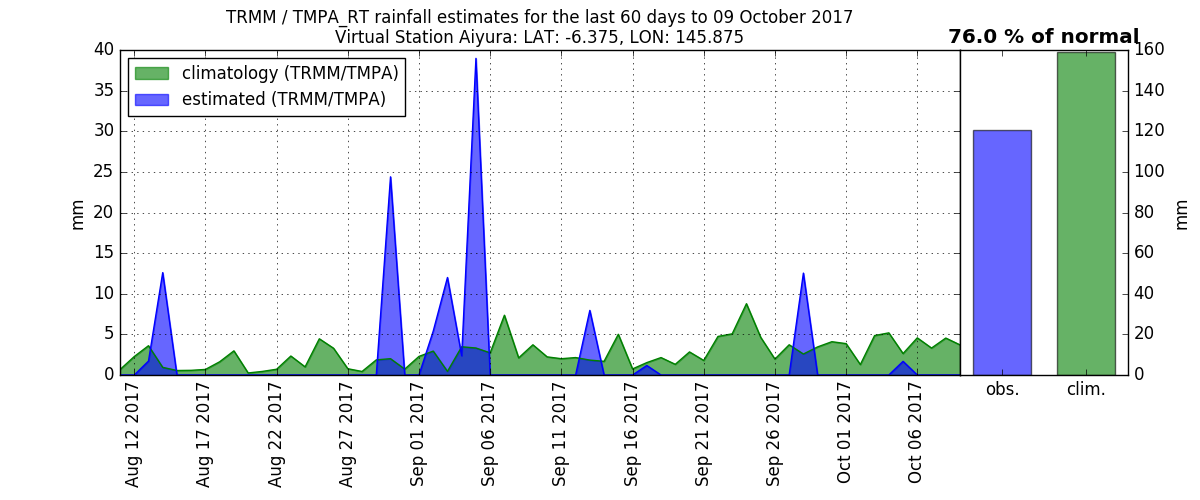 TRMM / TMPA_RT rainfall estimates for the last 60 days to 09 October 2017
Virtual Station Aiyura: LAT: -6.375, LON: 145.875
76.0 % of normal
climatology (TRMM/TMPA)
estimated (TRMM/TMPA)
40
35
30
25
20
15
10
5
0
mm
Aug 12 2017
Aug 17 2017
Aug 22 2017
Aug 27 2017
Sep 01 2017
Sep 06 2017
Sep 11 2017
Sep 16 2017
Sep 21 2017
Sep 26 2017
Oct 01 2017
Oct 06 2017
160
140
120
100
80
60
40
20
0
mm
obs.
clim.